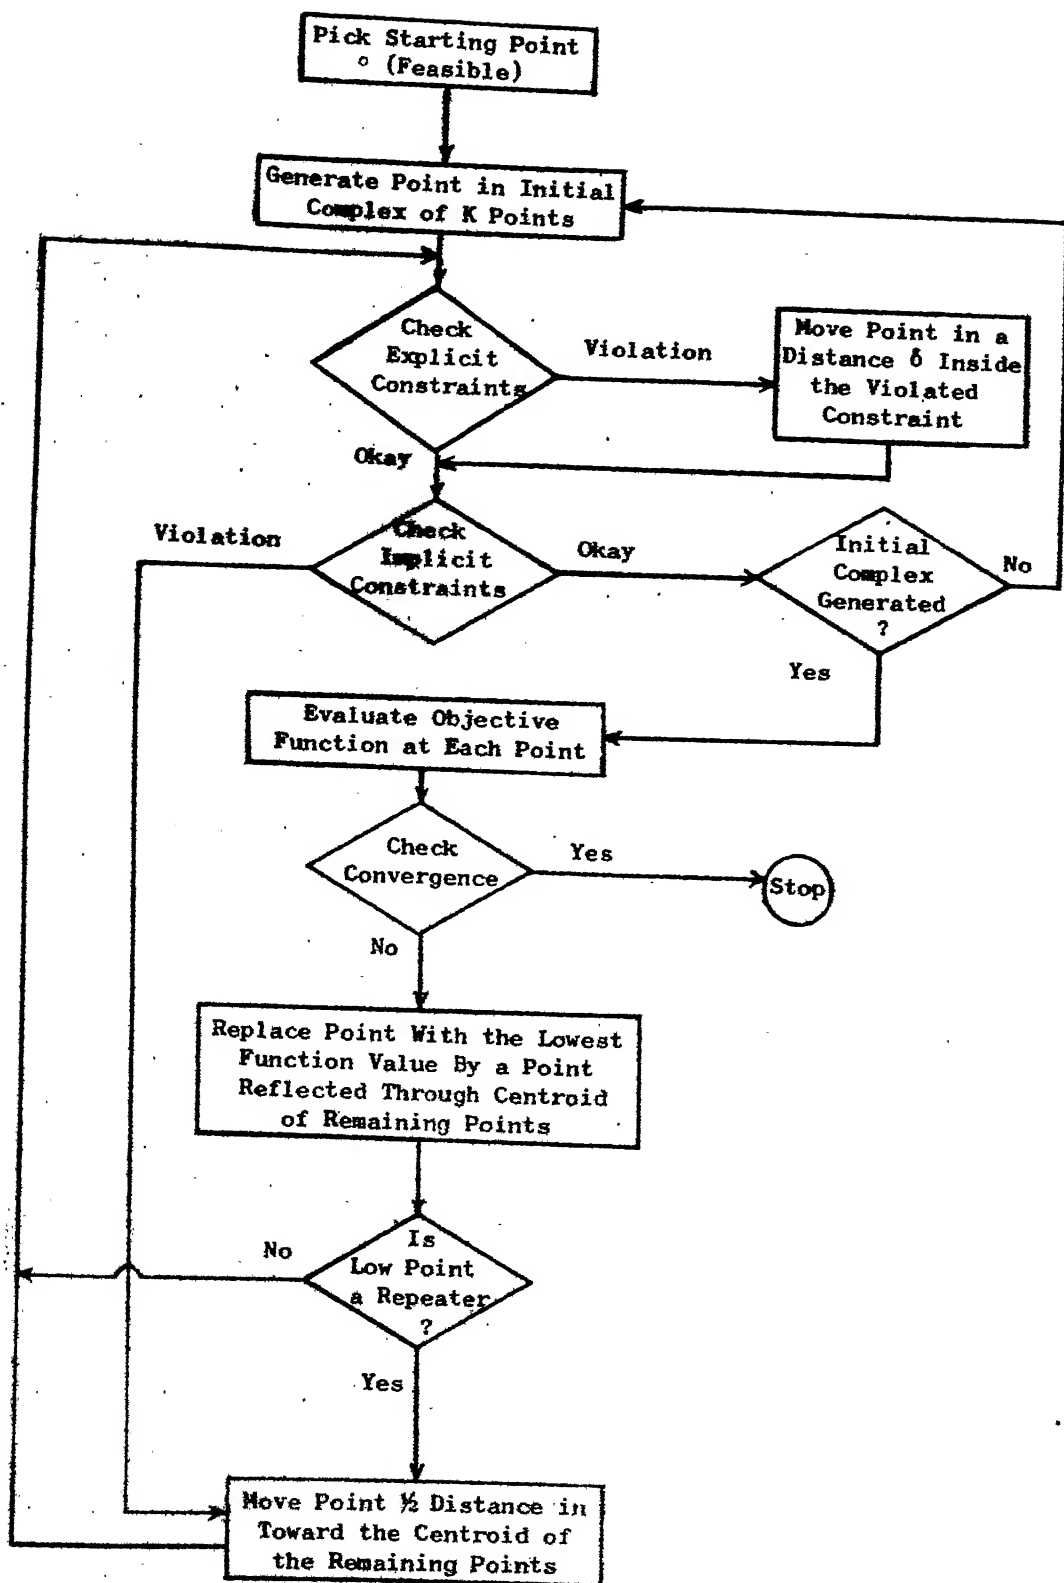 Pick Starting Point
(Feasible)
Generate Point in Initial
Complex of K Points
Check
Explicit
Constraints
Violation
Move Point in a
Distance δ Inside
the Violated
Constraint
Okay
Violation
Check
Implicit
Constraints
Okay
Initial
Complex
Generated
?
No
Yes
Evaluate Objective
Function at Each Point
Check
Convergence
Yes
Stop
No
Replace Point With the Lowest
Function Value By a Point
Reflected Through Centroid
of Remaining Points
No
Is
Low Point
a Repeater
?
Yes
Move Point ½ Distance in
Toward the Centroid of
the Remaining Points